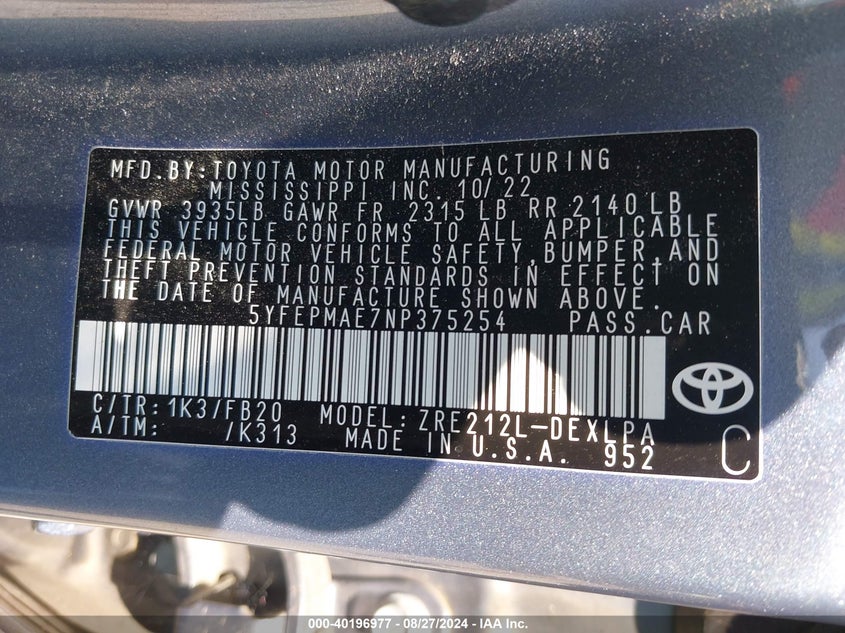 MFD.BY:TOYOTA MOTOR MANUFACTURING
MISSISSIPPI INC. 10/22
GVWR 3935LB GAWR FR 2315 LB RR 2140 LB
THIS VEHICLE CONFORMS TO ALL APPLICABLE
FEDERAL MOTOR VEHICLE SAFETY,BUMPER,AND
THEFT PREVENTION STANDARDS IN EFFECT ON
THE DATE OF MANUFACTURE SHOWN ABOVE.
5YFEPMAE7NP375254 PASS.CAR
C/TR:1K3/FB20 MODEL:ZRE212L-DEXLPA
A/TM: /K313 MADE IN U.S.A. 952
C
000-40196977 - 08/27/2024 - IAA Inc.